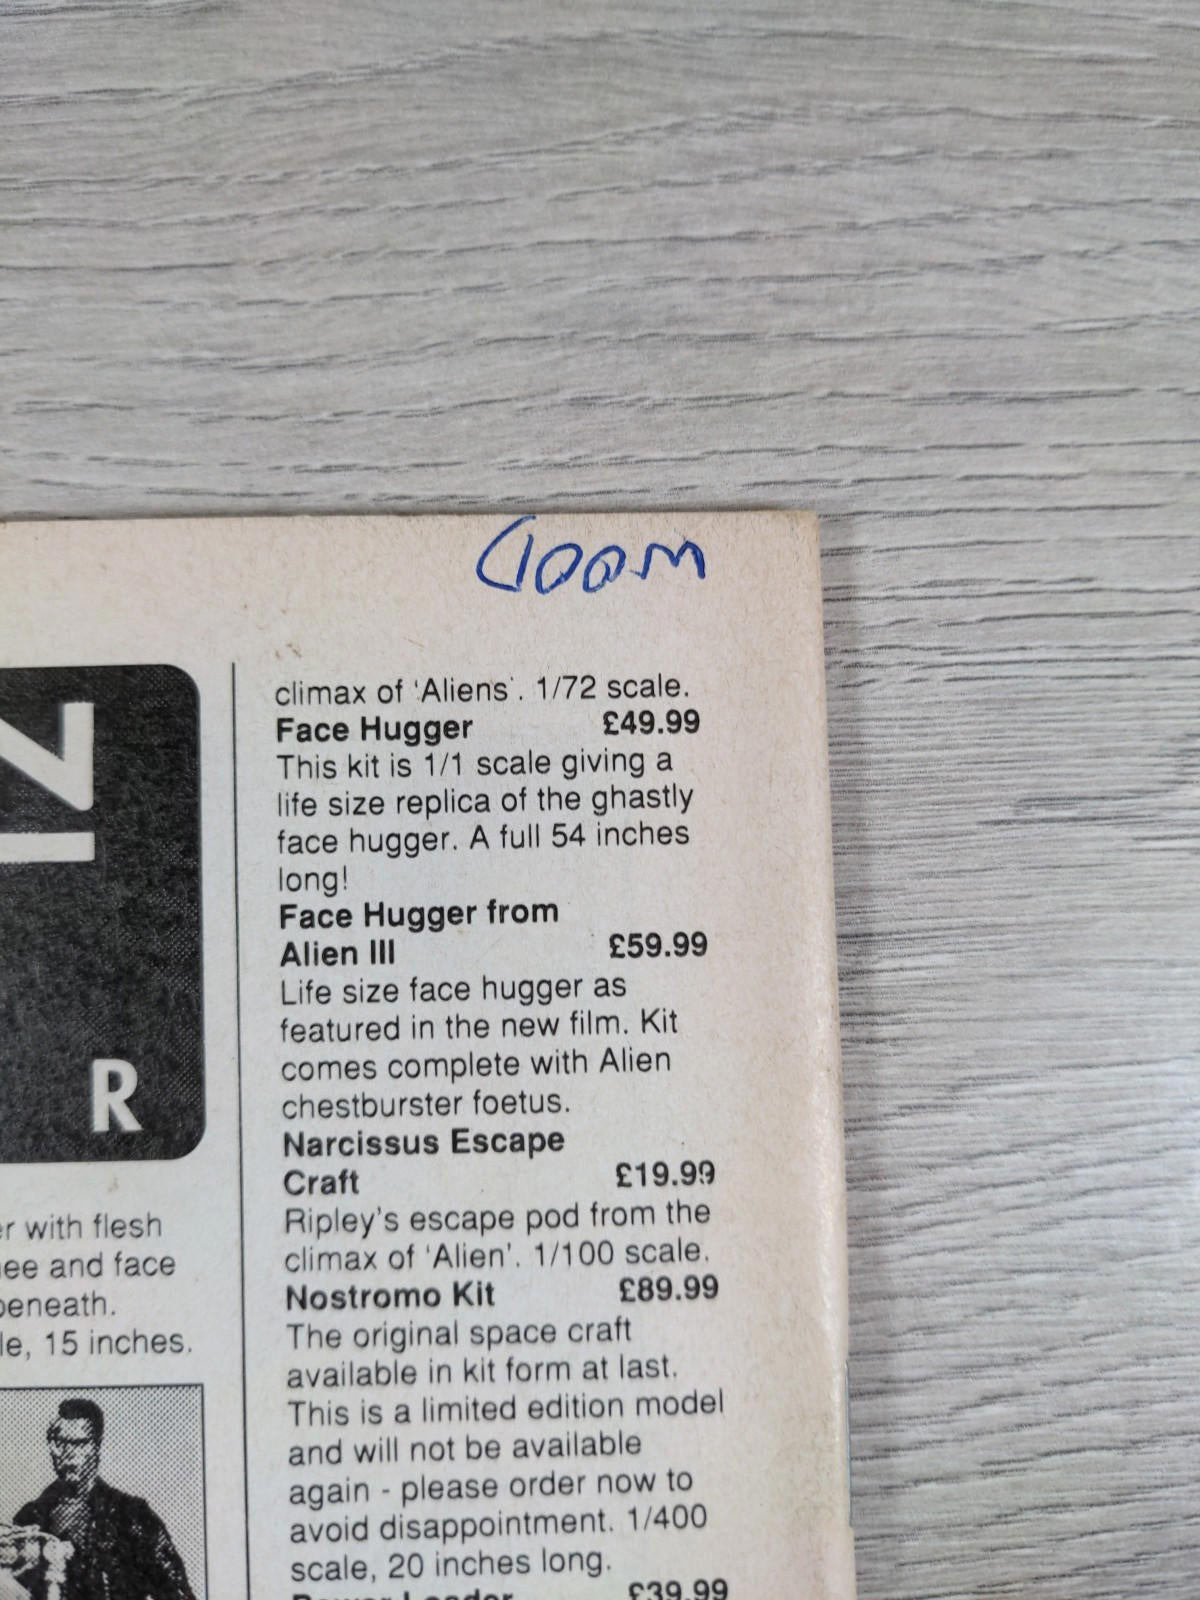 Goom
N
R
er with flesh
nee and face
beneath.
le, 15 inches.
climax of 'Aliens'. 1/72 scale.
Face Hugger £49.99
This kit is 1/1 scale giving a
life size replica of the ghastly
face hugger. A full 54 inches
long!
Face Hugger from
Alien III £59.99
Life size face hugger as
featured in the new film. Kit
comes complete with Alien
chestburster foetus.
Narcissus Escape
Craft £19.99
Ripley's escape pod from the
climax of 'Alien'. 1/100 scale.
Nostromo Kit £89.99
The original space craft
available in kit form at last.
This is a limited edition model
and will not be available
again - please order now to
avoid disappointment. 1/400
scale, 20 inches long.
Power Loader £39.99